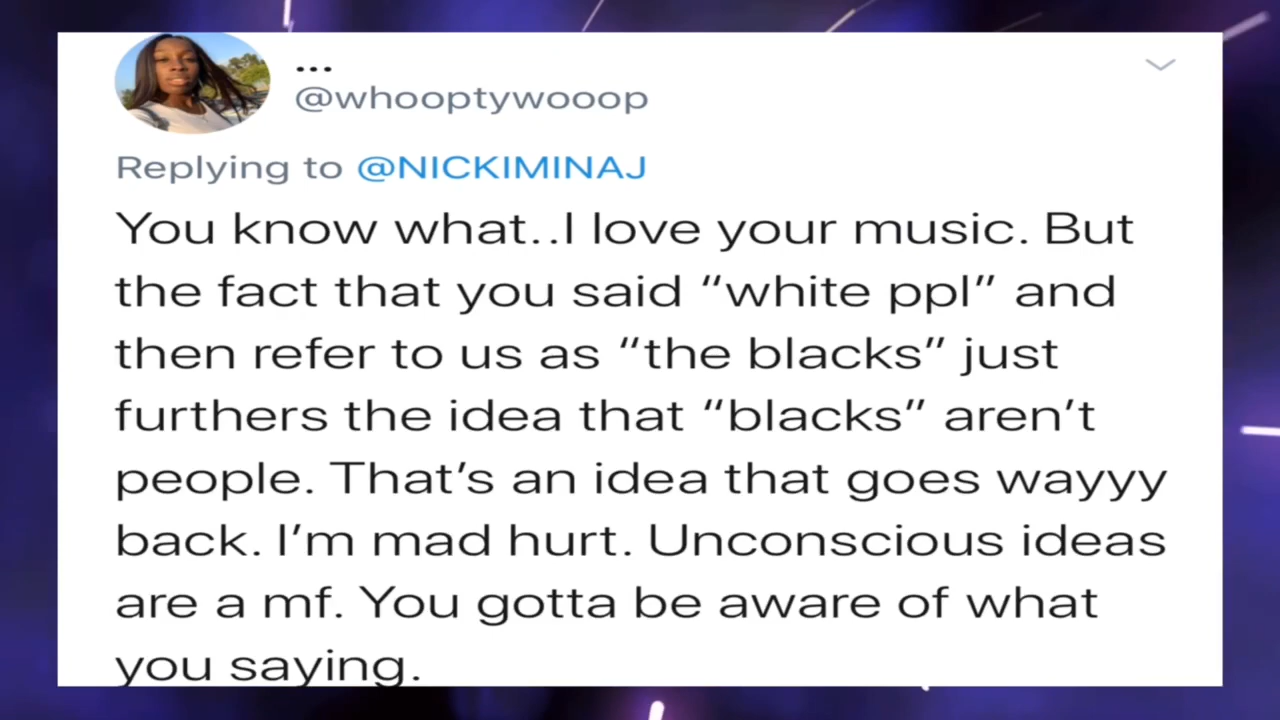 ...
@whooptywooop
Replying to @NICKIMINAJ
You know what..I love your music. But
the fact that you said “white ppl” and
then refer to us as “the blacks” just
furthers the idea that “blacks” aren’t
people. That’s an idea that goes wayyy
back. I’m mad hurt. Unconscious ideas
are a mf. You gotta be aware of what
you saying.